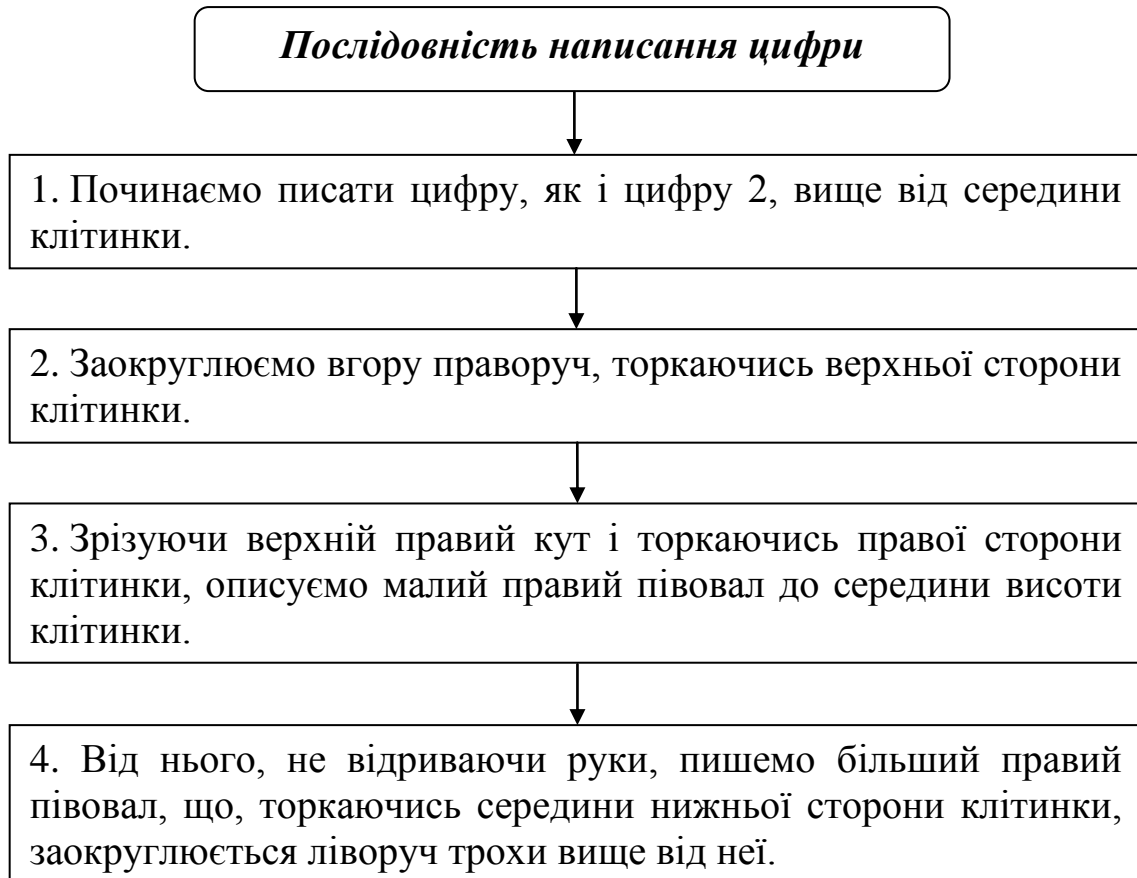 Послідовність написання цифри
1. Починаємо писати цифру, як і цифру 2, вище від середини
клітинки.
2. Заокруглюємо вгору праворуч, торкаючись верхньої сторони
клітинки.
3. Зрізуючи верхній правий кут і торкаючись правої сторони
клітинки, описуємо малий правий півовал до середини висоти
клітинки.
4. Від нього, не відриваючи руки, пишемо більший правий
півовал, що, торкаючись середини нижньої сторони клітинки,
заокруглюється ліворуч трохи вище від неї.